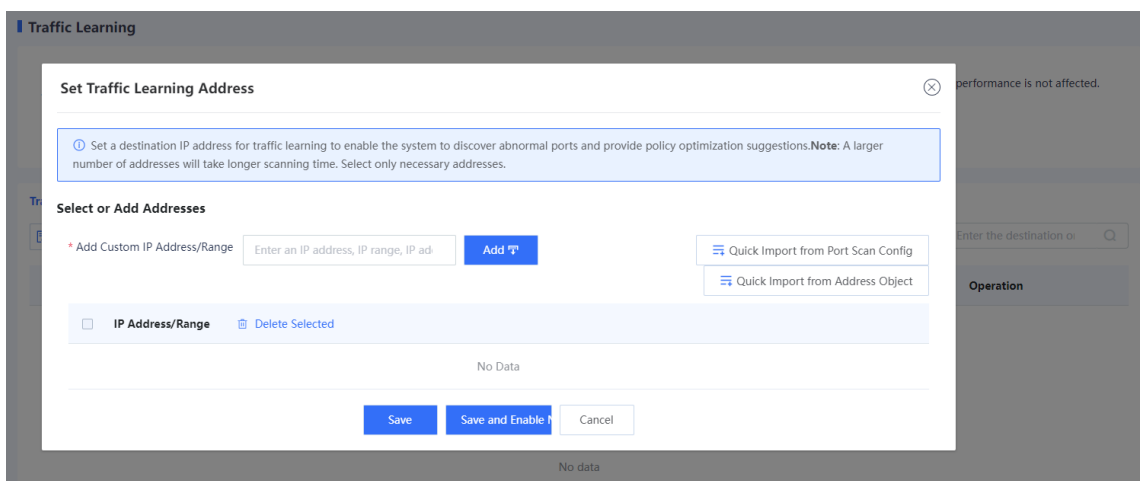 Traffic Learning
Set Traffic Learning Address
performance is not affected.
Set a destination IP address for traffic learning to enable the system to discover abnormal ports and provide policy optimization suggestions.Note: A larger
number of addresses will take longer scanning time. Select only necessary addresses.
Select or Add Addresses
* Add Custom IP Address/Range
Enter an IP address, IP range, IP ad
Add
Quick Import from Port Scan Config
Enter the destination o
Quick Import from Address Object
Operation
IP Address/Range
Delete Selected
No Data
Save
Save and Enable
Cancel
No data